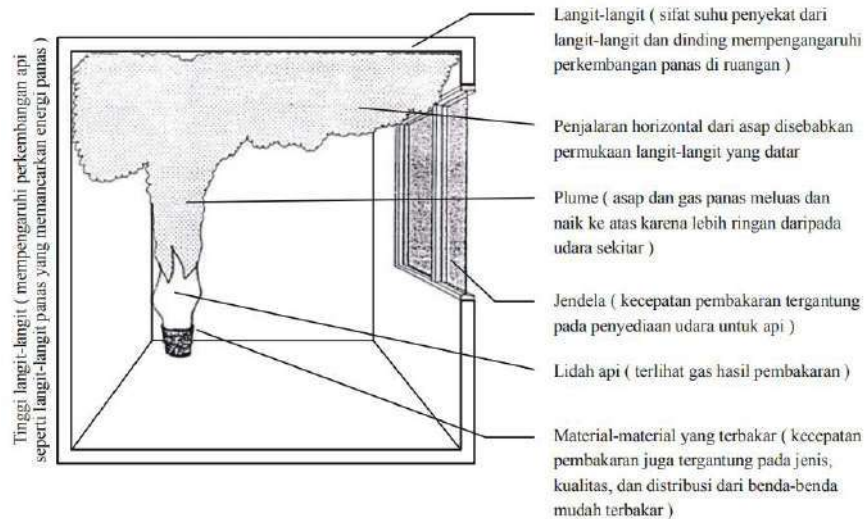 Tinggi langit-langit ( mempengaruhi perkembangan api
seperti langit-langit panas yang memancarkan energi panas )
Langit-langit ( sifat suhu penyekat dari
langit-langit dan dinding mempengangaruhi
perkembangan panas di ruangan )
Penjalaran horizontal dari asap disebabkan
permukaan langit-langit yang datar
Plume ( asap dan gas panas meluas dan
naik ke atas karena lebih ringan daripada
udara sekitar )
Jendela ( kecepatan pembakaran tergantung
pada penyediaan udara untuk api )
Lidah api ( terlihat gas hasil pembakaran )
Material-material yang terbakar ( kecepatan
pembakaran juga tergantung pada jenis,
kualitas, dan distribusi dari benda-benda
mudah terbakar )